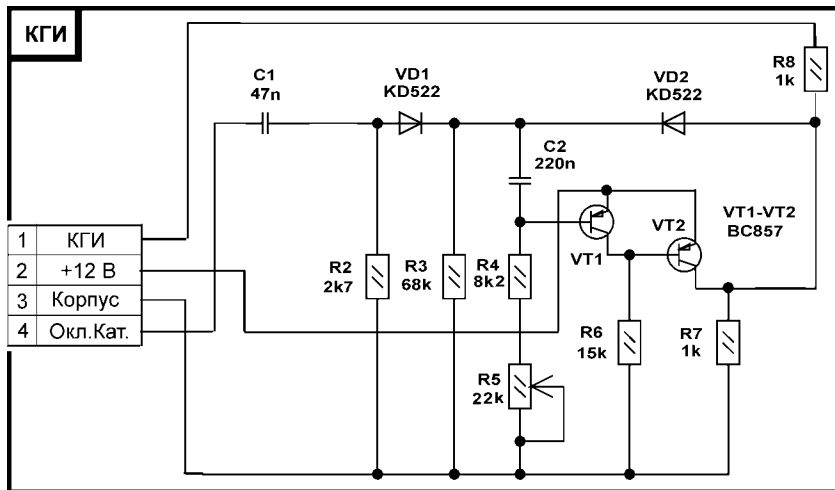 КГИ
C1
47n
VD1
KD522
VD2
KD522
R8
1k
C2
220n
VT1-VT2
BC857
VT2
VT1
1 КГИ
2 +12 В
3 Корпус
4 Окл.Кат.
R2
2k7
R3
68k
R4
8k2
R5
22k
R6
15k
R7
1k